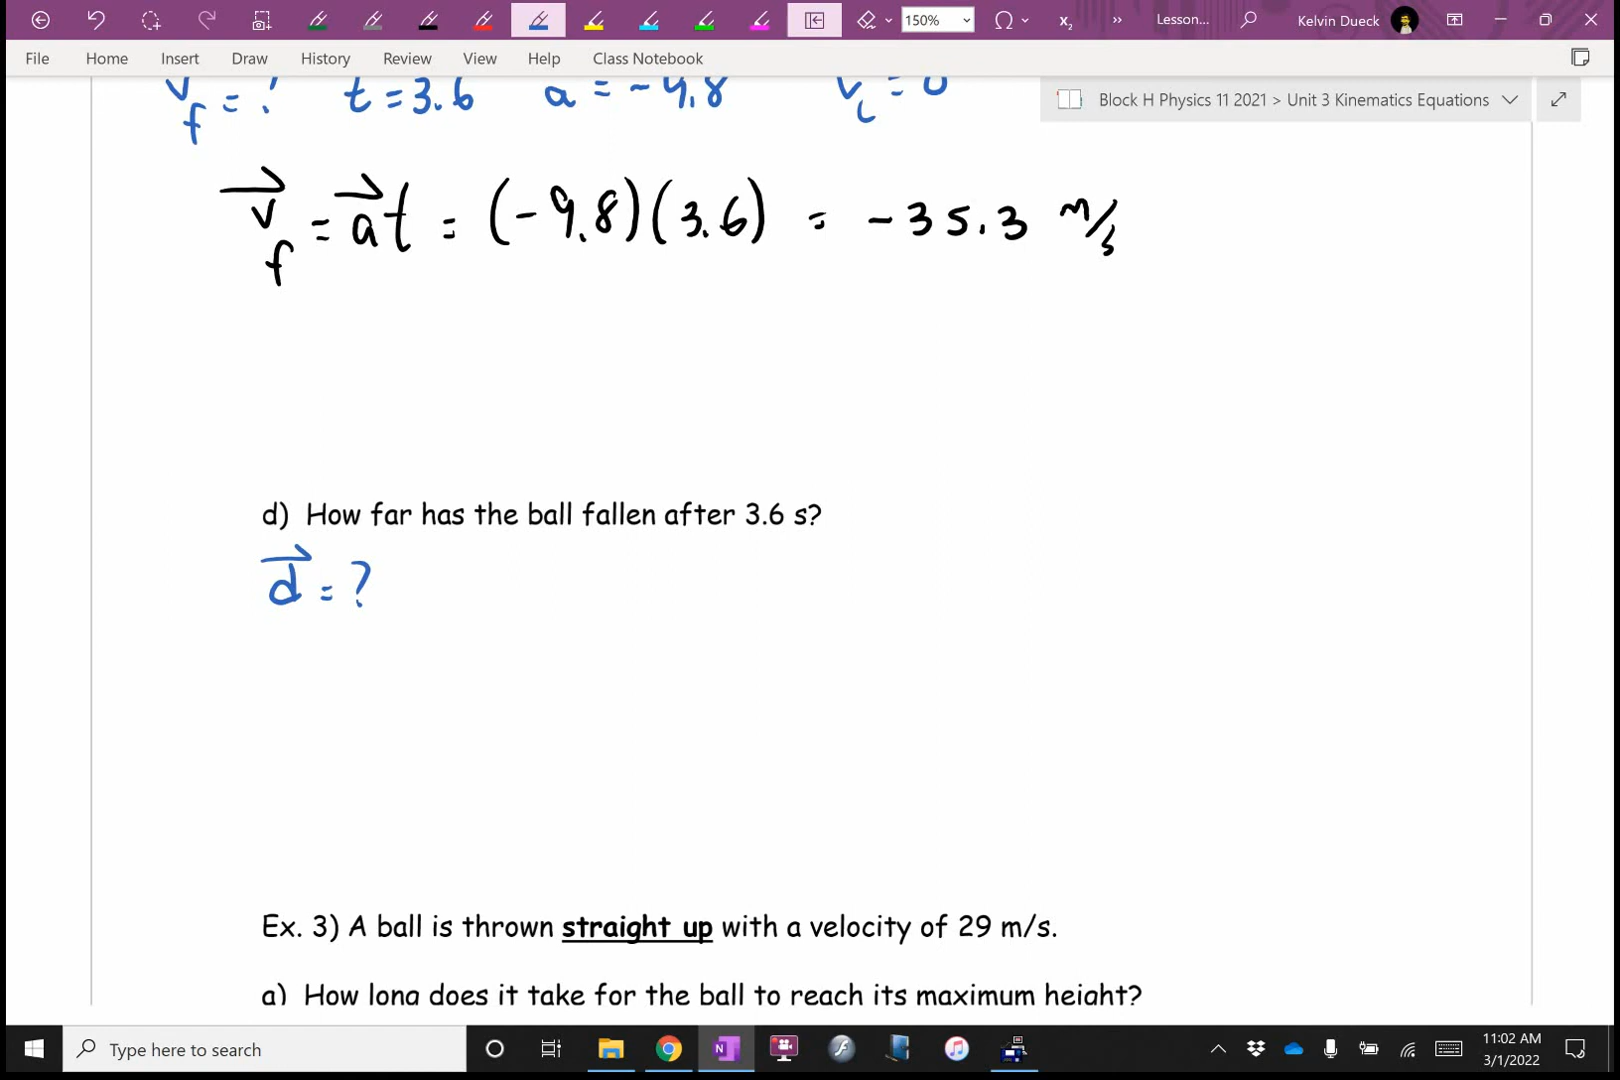 150% Ω x₂ » Lesson... Kelvin Dueck
File Home Insert Draw History Review View Help Class Notebook
v⃗f = ? t = 3.6 a = -9.8 vi = 0
Block H Physics 11 2021 > Unit 3 Kinematics Equations
v⃗f = a⃗t = (-9.8)(3.6) = -35.3 m/s
d) How far has the ball fallen after 3.6 s?
d⃗ = ?
Ex. 3) A ball is thrown straight up with a velocity of 29 m/s.
a) How long does it take for the ball to reach its maximum height?
Type here to search
11:02 AM
3/1/2022